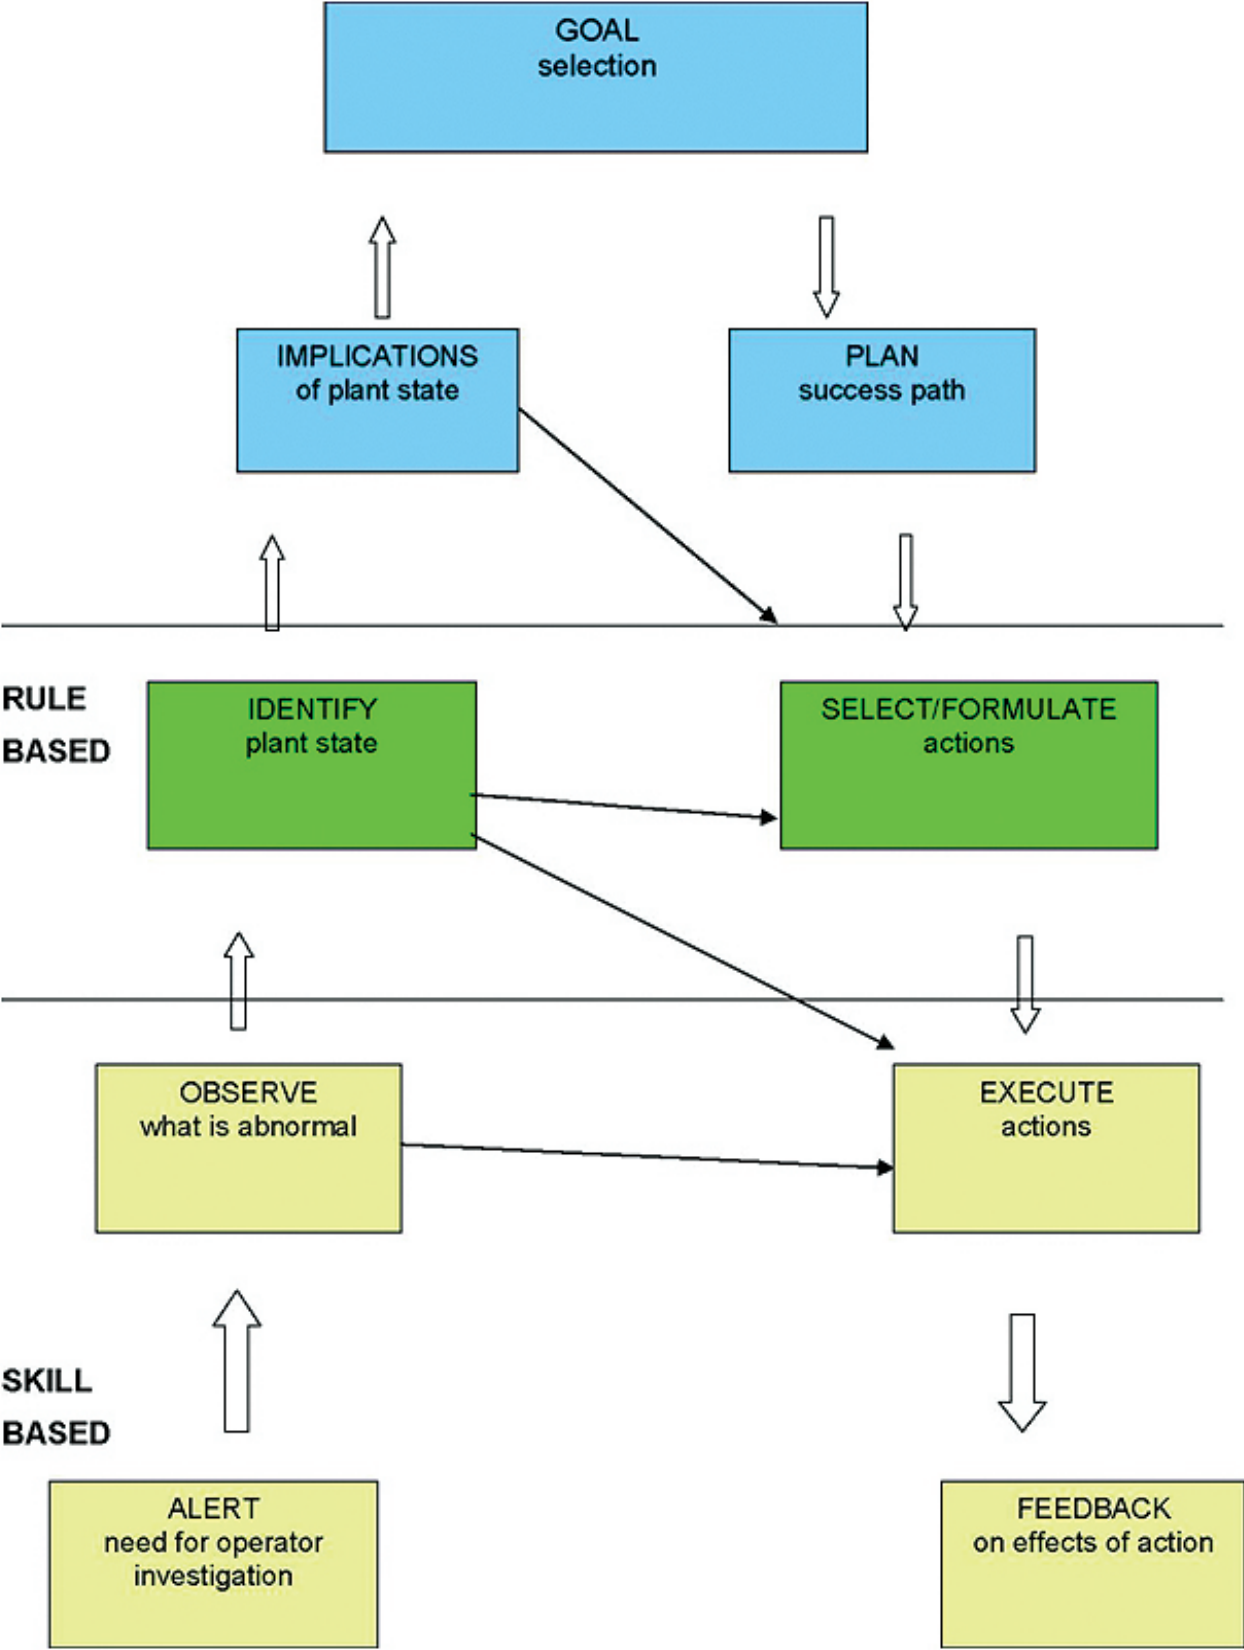 GOAL
selection
IMPLICATIONS
of plant state
PLAN
success path
RULE
BASED
IDENTIFY
plant state
SELECT/FORMULATE
actions
OBSERVE
what is abnormal
EXECUTE
actions
SKILL
BASED
ALERT
need for operator
investigation
FEEDBACK
on effects of action